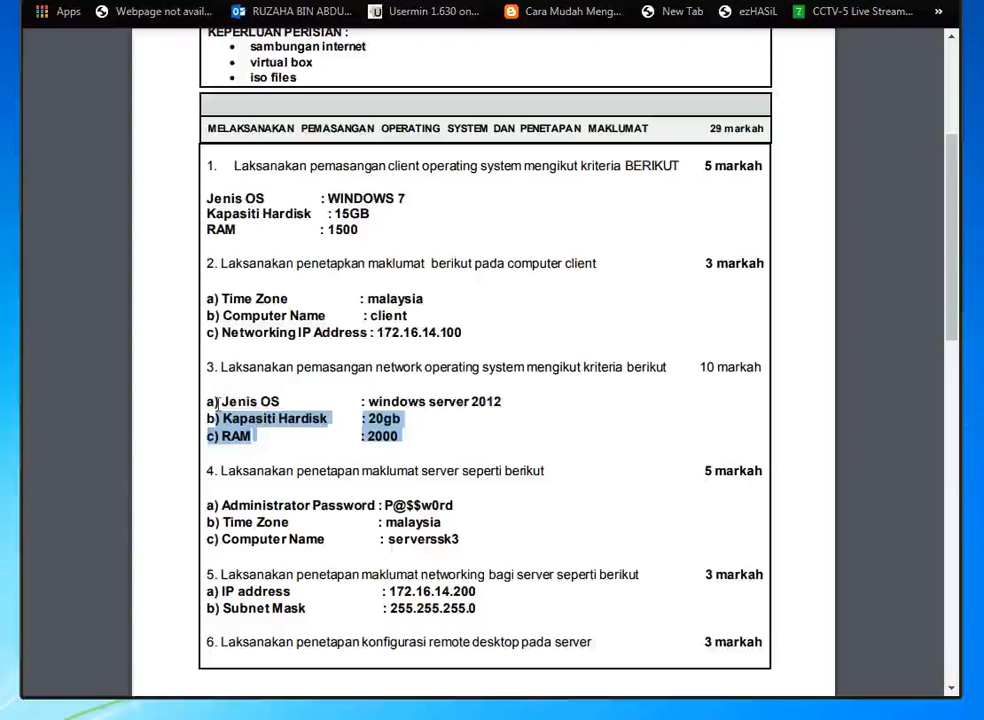 Apps Webpage not avail... RUZAHA BIN ABDU... Usermin 1.630 on... Cara Mudah Meng... New Tab ezHASiL CCTV-5 Live Stream... »
KEPERLUAN PERISIAN :
• sambungan internet
• virtual box
• iso files
MELAKSANAKAN PEMASANGAN OPERATING SYSTEM DAN PENETAPAN MAKLUMAT 29 markah
1. Laksanakan pemasangan client operating system mengikut kriteria BERIKUT 5 markah
Jenis OS : WINDOWS 7
Kapasiti Hardisk : 15GB
RAM : 1500
2. Laksanakan penetapkan maklumat berikut pada computer client 3 markah
a) Time Zone : malaysia
b) Computer Name : client
c) Networking IP Address : 172.16.14.100
3. Laksanakan pemasangan network operating system mengikut kriteria berikut 10 markah
a) Jenis OS : windows server 2012
b) Kapasiti Hardisk : 20gb
c) RAM : 2000
4. Laksanakan penetapan maklumat server seperti berikut 5 markah
a) Administrator Password : P@$$w0rd
b) Time Zone : malaysia
c) Computer Name : serverssk3
5. Laksanakan penetapan maklumat networking bagi server seperti berikut 3 markah
a) IP address : 172.16.14.200
b) Subnet Mask : 255.255.255.0
6. Laksanakan penetapan konfigurasi remote desktop pada server 3 markah